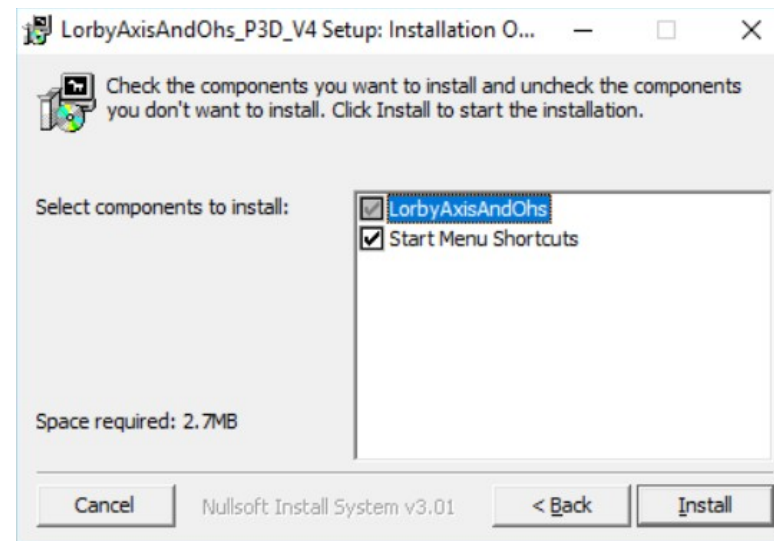 LorbyAxisAndOhs_P3D_V4 Setup: Installation O...
Check the components you want to install and uncheck the components
you don't want to install. Click Install to start the installation.
Select components to install:
LorbyAxisAndOhs
Start Menu Shortcuts
Space required: 2.7MB
Cancel
Nullsoft Install System v3.01
< Back
Install